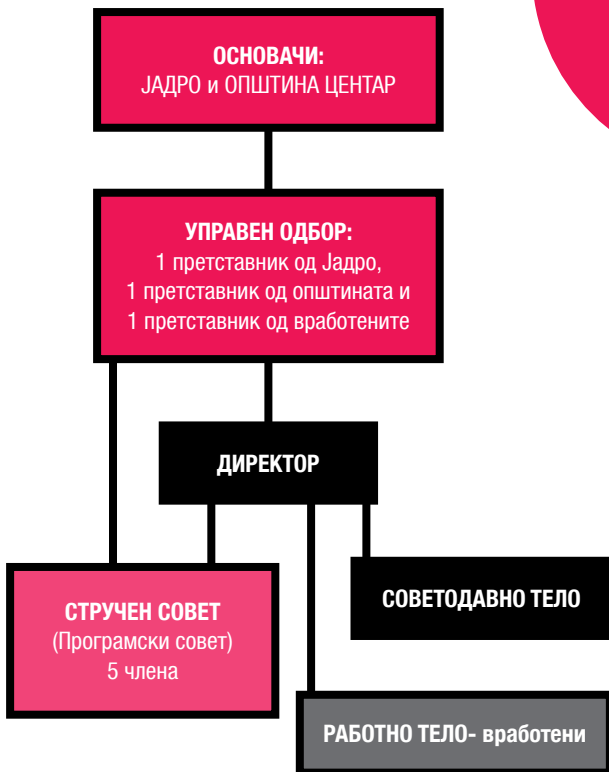 ОСНОВАЧИ:
ЈАДРО и ОПШТИНА ЦЕНТАР
УПРАВЕН ОДБОР:
1 претставник од Јадро,
1 претставник од општината и
1 претставник од вработените
ДИРЕКТОР
СТРУЧЕН СОВЕТ
(Програмски совет)
5 члена
СОВЕТОДАВНО ТЕЛО
РАБОТНО ТЕЛО- вработени